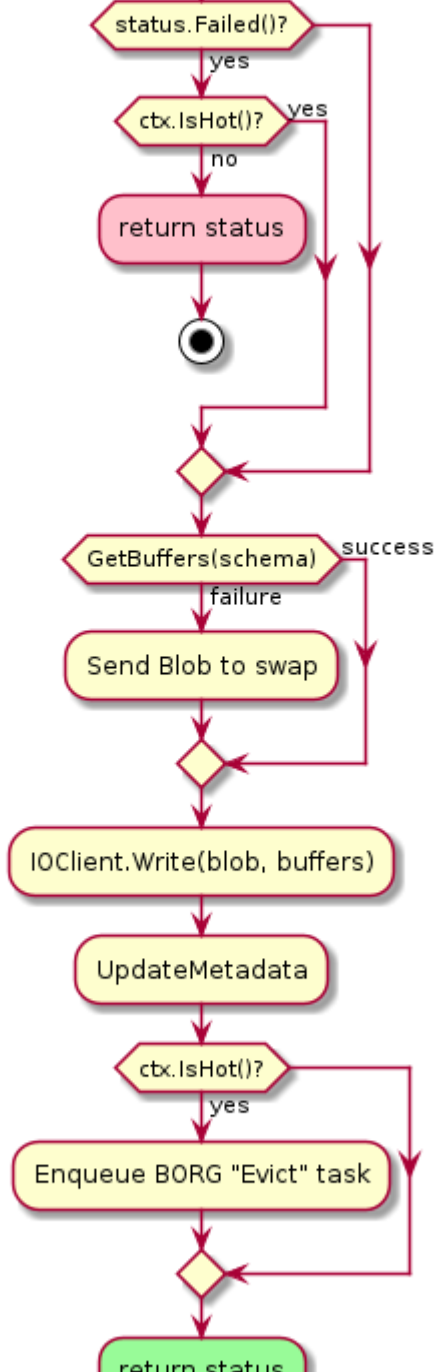 status.Failed()?
yes
ctx.IsHot()?
yes
no
return status
GetBuffers(schema)
success
failure
Send Blob to swap
IOClient.Write(blob, buffers)
UpdateMetadata
ctx.IsHot()?
yes
Enqueue BORG "Evict" task
return status